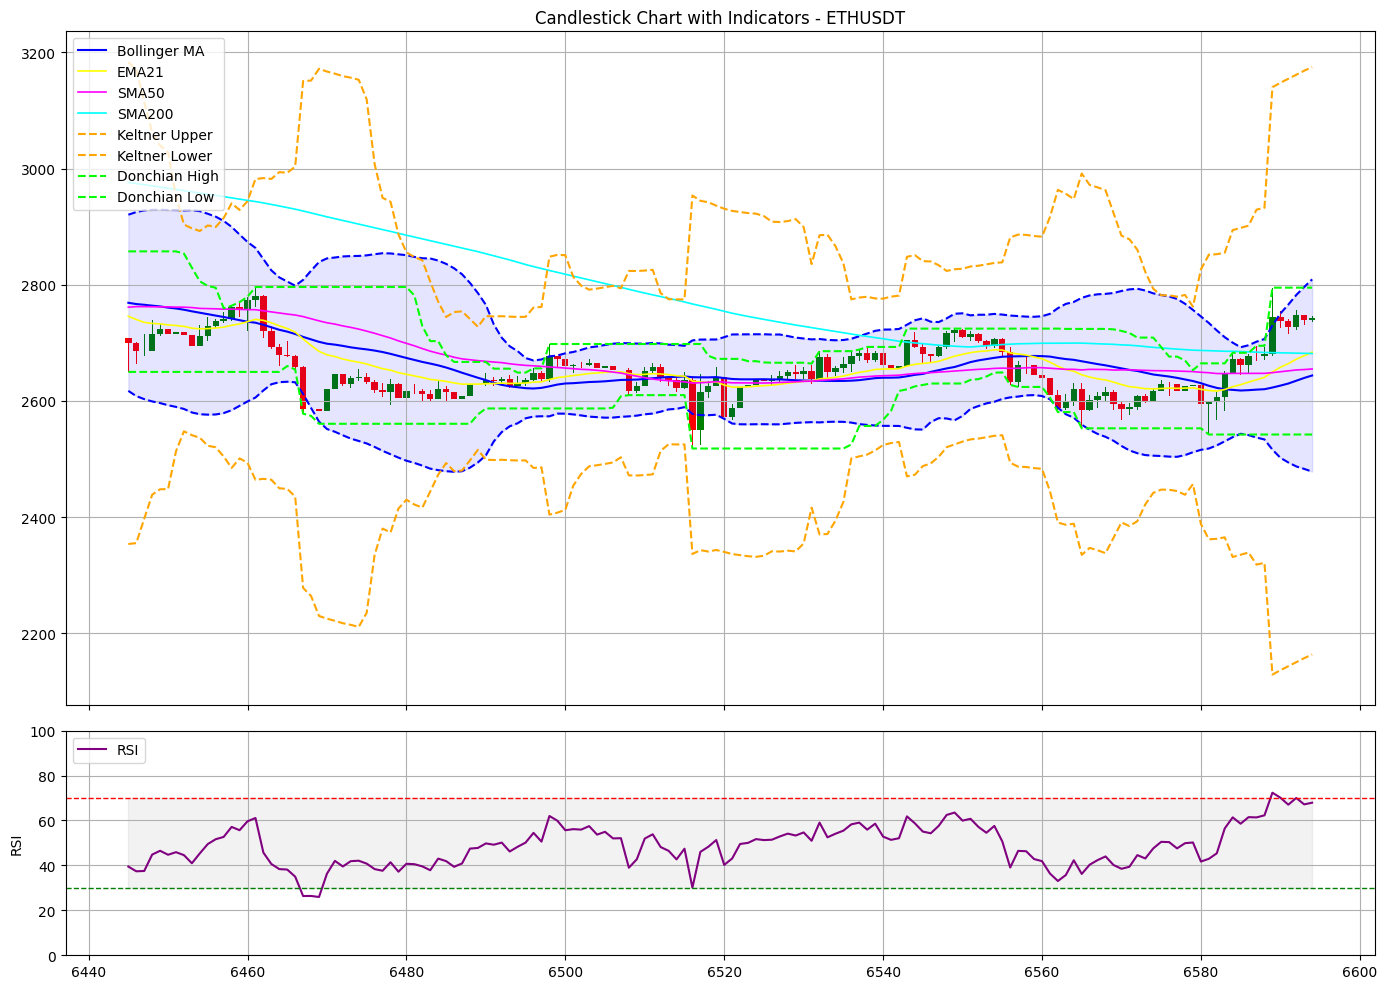 Candlestick Chart with Indicators - ETHUSDT
Bollinger MA
EMA21
SMA50
SMA200
Keltner Upper
Keltner Lower
Donchian High
Donchian Low
3200
3000
2800
2600
2400
2200
RSI
100
80
60
40
20
0
RSI
6440
6460
6480
6500
6520
6540
6560
6580
6600